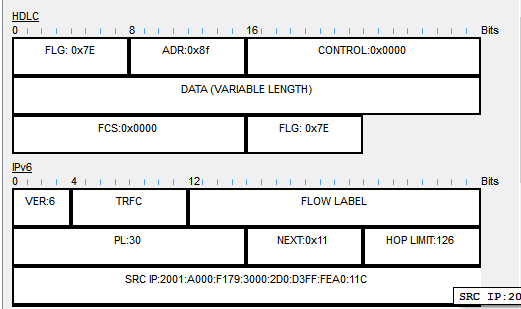 HDLC
0 8 16 Bits
FLG: 0x7E ADR:0x8f CONTROL:0x0000
DATA (VARIABLE LENGTH)
FCS:0x0000 FLG: 0x7E
IPv6
0 4 12 Bits
VER:6 TRFC FLOW LABEL
PL:30 NEXT:0x11 HOP LIMIT:126
SRC IP:2001:A000:F179:3000:2D0:D3FF:FEA0:11C
SRC IP:20